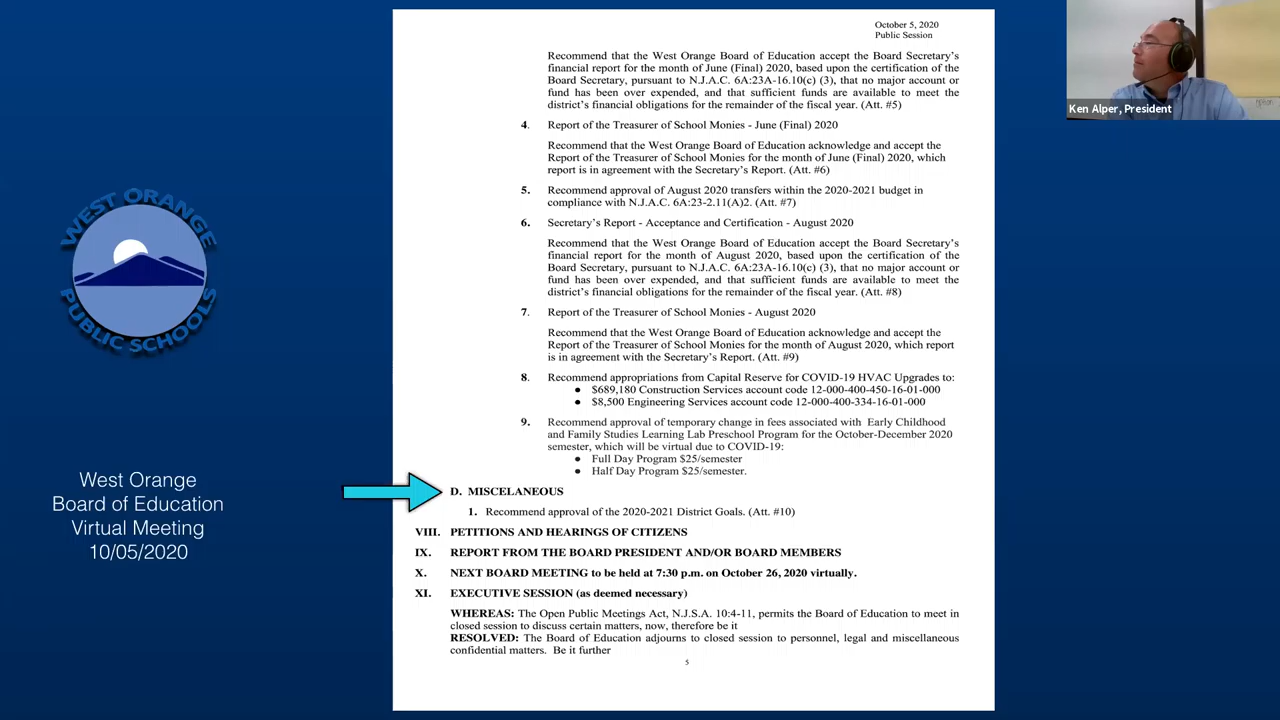 October 5, 2020
Public Session
Ken Alper, President
Recommend that the West Orange Board of Education accept the Board Secretary's
financial report for the month of June (Final) 2020, based upon the certification of the
Board Secretary, pursuant to N.J.A.C. 6A:23A-16.10(c) (3), that no major account or
fund has been over expended, and that sufficient funds are available to meet the
district's financial obligations for the remainder of the fiscal year. (Att. #5)
4. Report of the Treasurer of School Monies - June (Final) 2020
Recommend that the West Orange Board of Education acknowledge and accept the
Report of the Treasurer of School Monies for the month of June (Final) 2020, which
report is in agreement with the Secretary's Report. (Att. #6)
5. Recommend approval of August 2020 transfers within the 2020-2021 budget in
compliance with N.J.A.C. 6A:23-2.11(A)2. (Att. #7)
6. Secretary's Report - Acceptance and Certification - August 2020
Recommend that the West Orange Board of Education accept the Board Secretary's
financial report for the month of August 2020, based upon the certification of the
Board Secretary, pursuant to N.J.A.C. 6A:23A-16.10(c) (3), that no major account or
fund has been over expended, and that sufficient funds are available to meet the
district's financial obligations for the remainder of the fiscal year. (Att. #8)
7. Report of the Treasurer of School Monies - August 2020
Recommend that the West Orange Board of Education acknowledge and accept the
Report of the Treasurer of School Monies for the month of August 2020, which report
is in agreement with the Secretary's Report. (Att. #9)
8. Recommend appropriations from Capital Reserve for COVID-19 HVAC Upgrades to:
● $689,180 Construction Services account code 12-000-400-450-16-01-000
● $8,500 Engineering Services account code 12-000-400-334-16-01-000
9. Recommend approval of temporary change in fees associated with Early Childhood
and Family Studies Learning Lab Preschool Program for the October-December 2020
semester, which will be virtual due to COVID-19:
● Full Day Program $25/semester
● Half Day Program $25/semester.
D. MISCELANEOUS
1. Recommend approval of the 2020-2021 District Goals. (Att. #10)
VIII. PETITIONS AND HEARINGS OF CITIZENS
IX. REPORT FROM THE BOARD PRESIDENT AND/OR BOARD MEMBERS
X. NEXT BOARD MEETING to be held at 7:30 p.m. on October 26, 2020 virtually.
XI. EXECUTIVE SESSION (as deemed necessary)
WHEREAS: The Open Public Meetings Act, N.J.S.A. 10:4-11, permits the Board of Education to meet in
closed session to discuss certain matters, now, therefore be it
RESOLVED: The Board of Education adjourns to closed session to personnel, legal and miscellaneous
confidential matters. Be it further
5
WEST ORANGE
PUBLIC SCHOOLS
West Orange
Board of Education
Virtual Meeting
10/05/2020